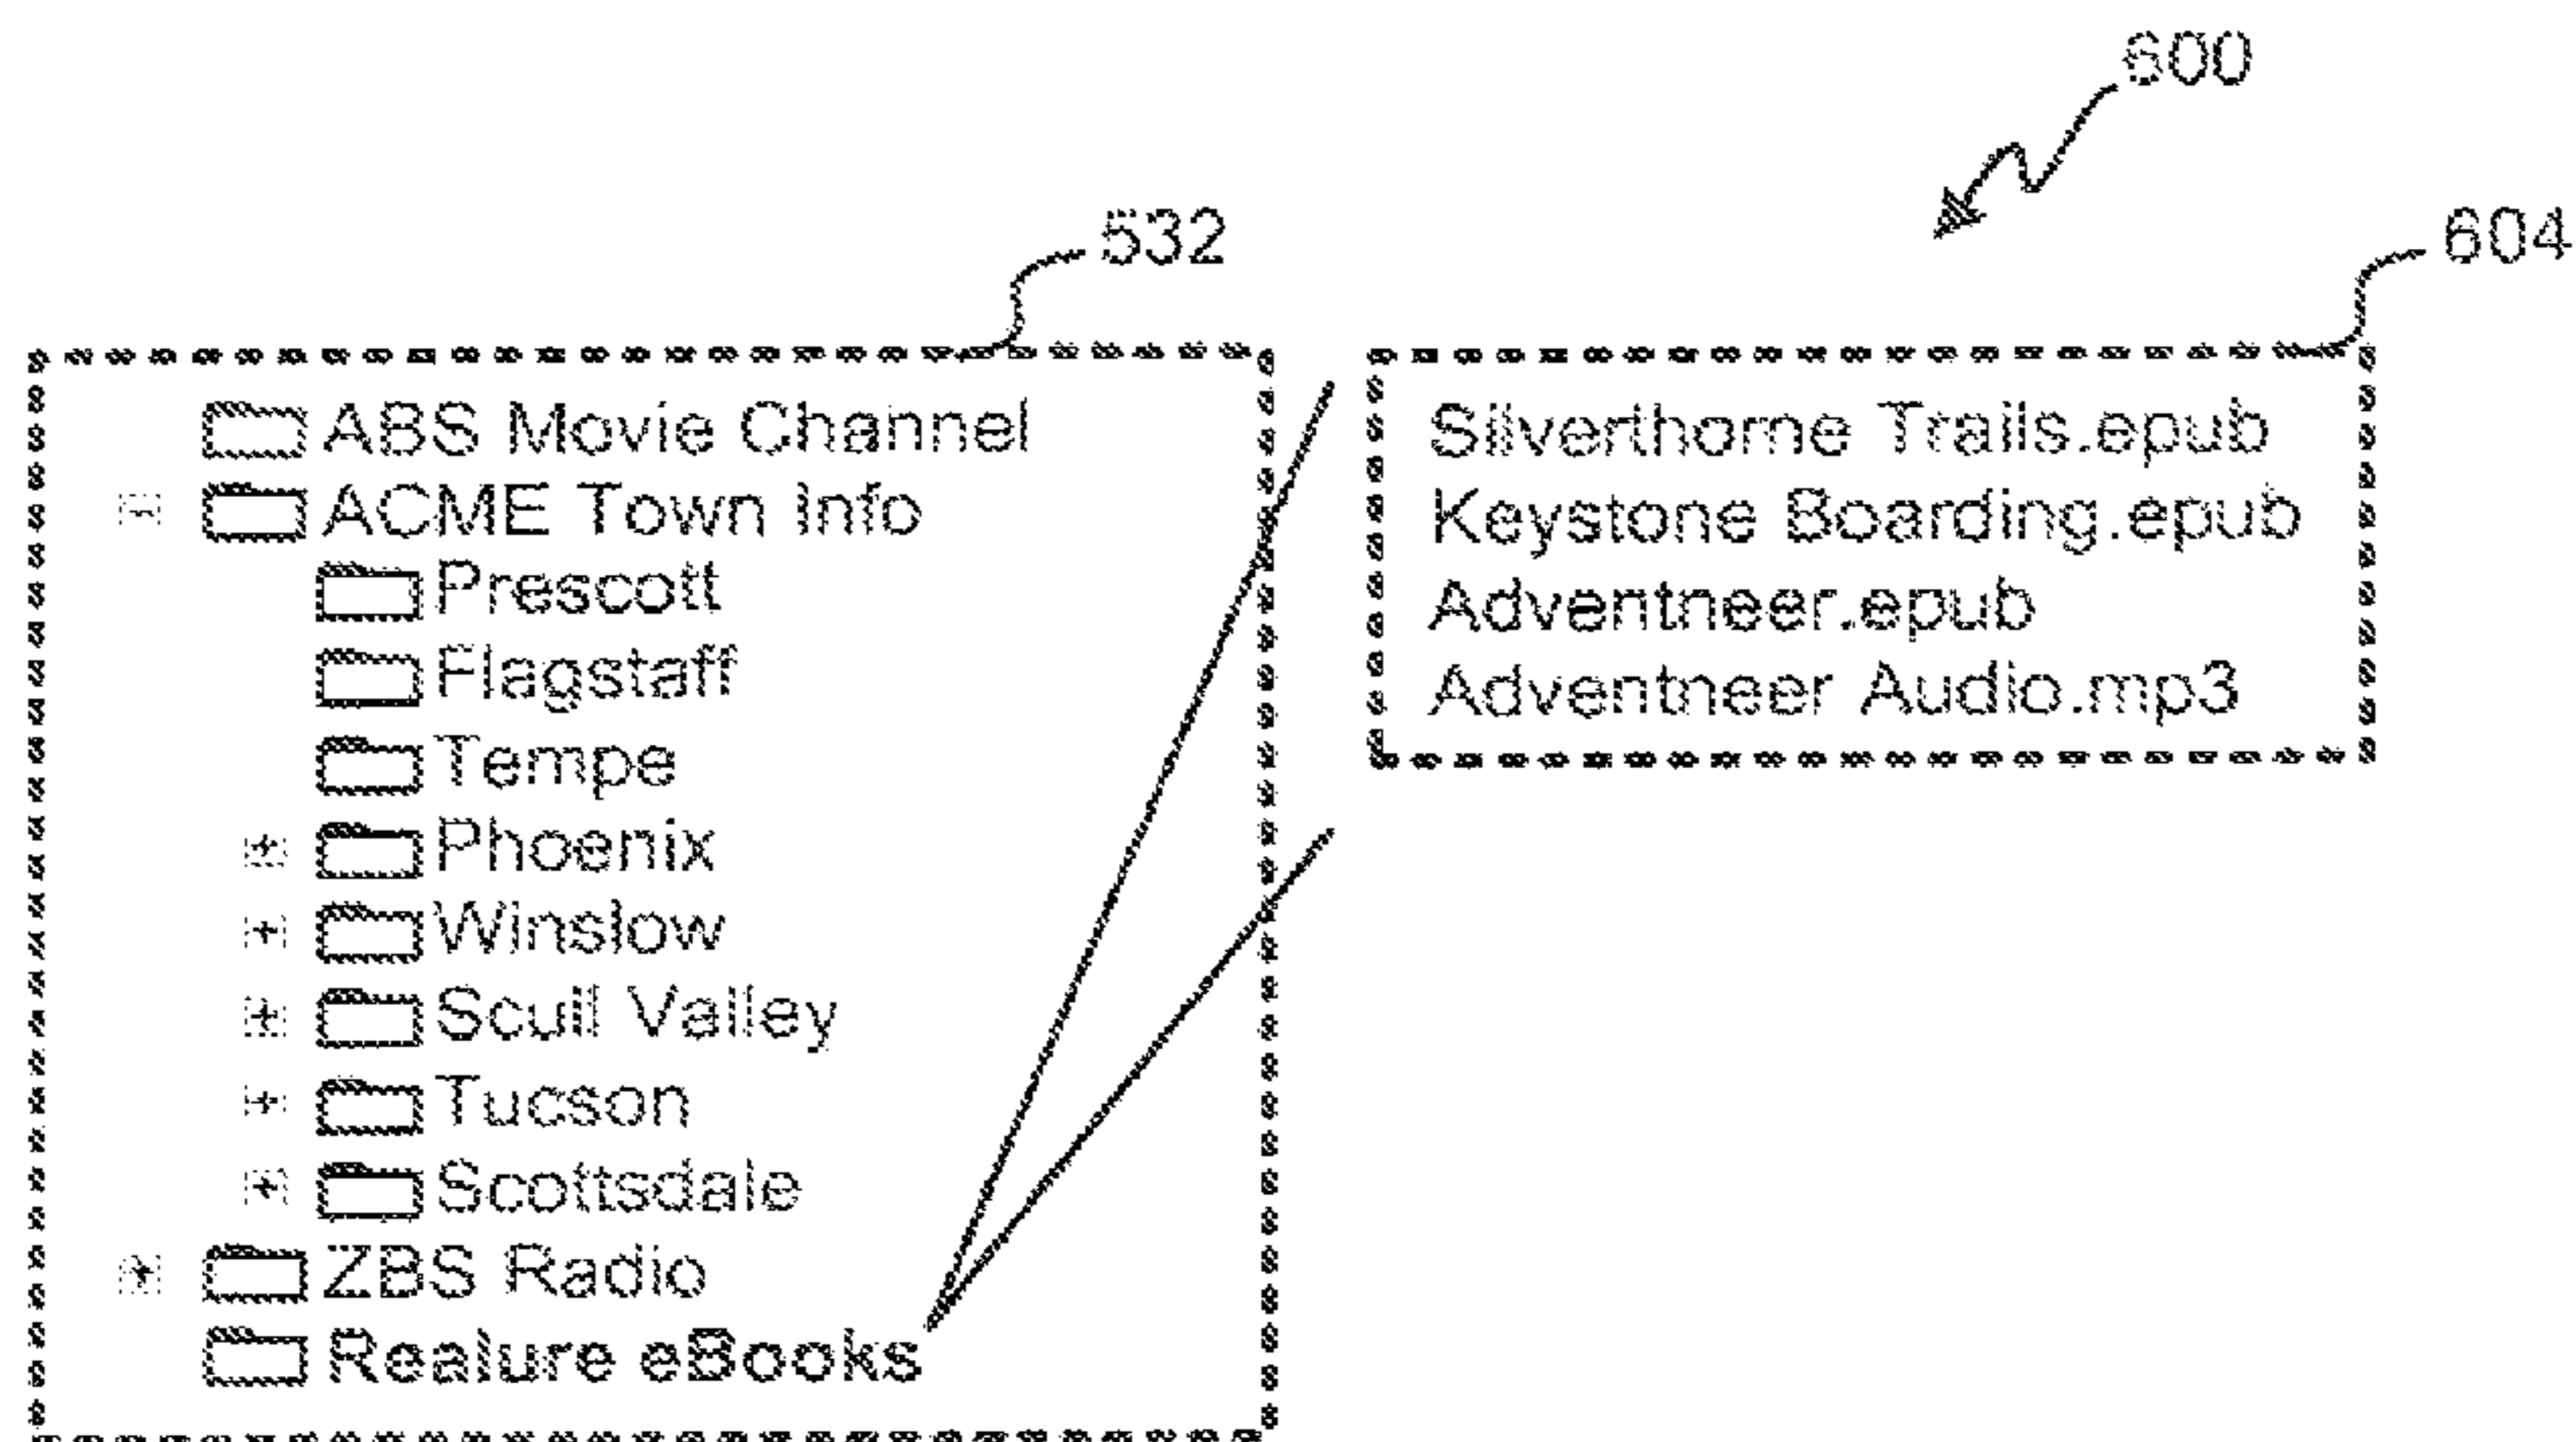 600
532
604
ABS Movie Channel
ACME Town Info
Prescott
Flagstaff
Tempe
Phoenix
Winslow
Scull Valley
Tucson
Scottsdale
ZBS Radio
Realure eBooks
Silverthorne Trails.epub
Keystone Boarding.epub
Adventneer.epub
Adventneer Audio.mp3